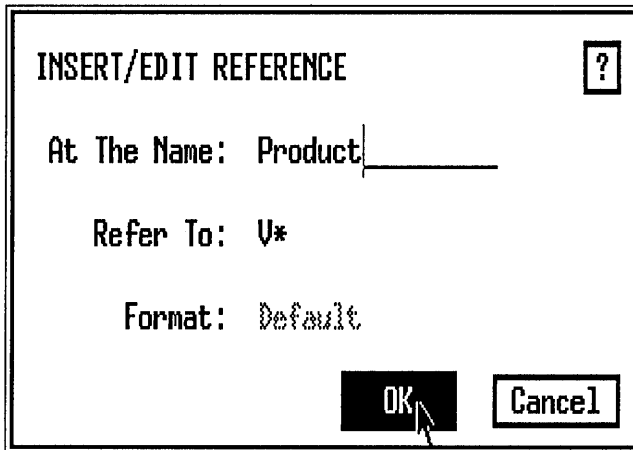 INSERT/EDIT REFERENCE ?
At The Name: Product
Refer To: V*
Format: Default
OK Cancel